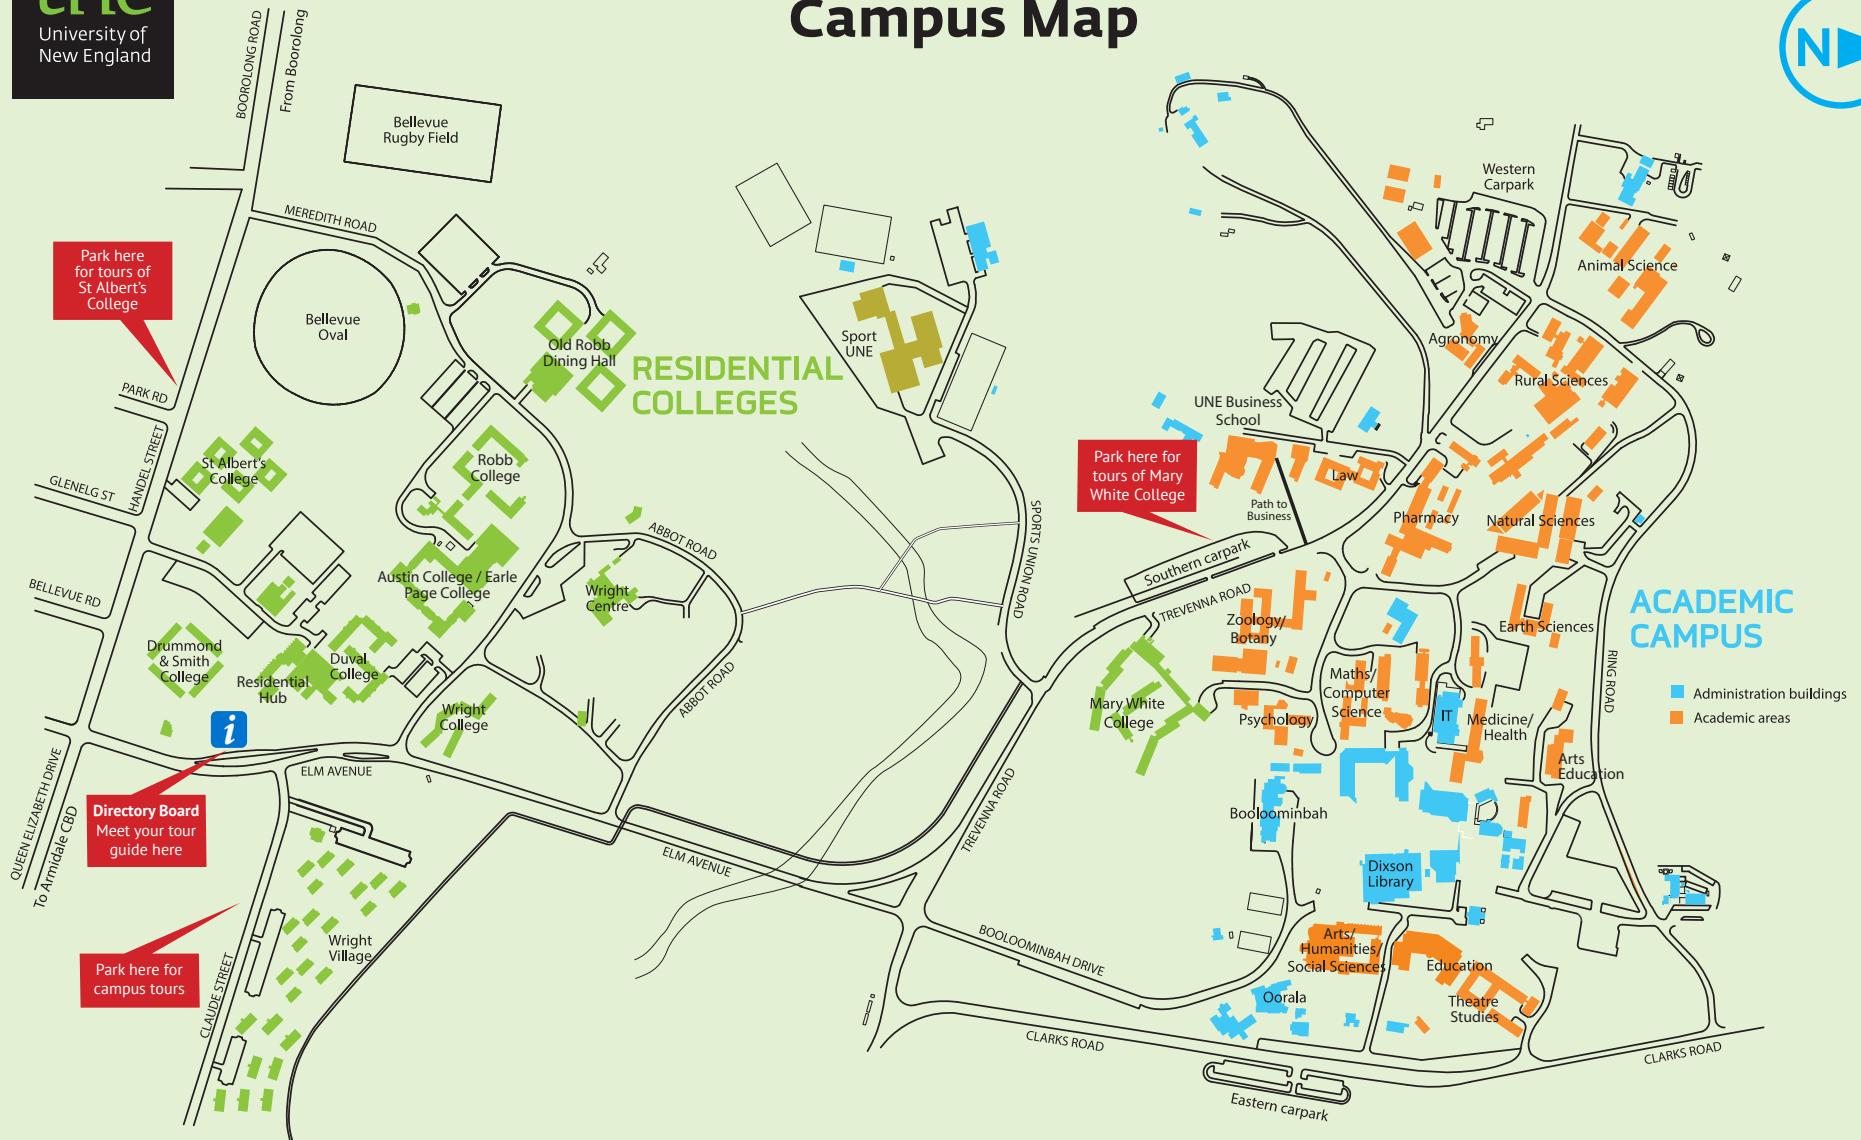 une
University of
New England
Campus Map
N
BOOROLONG ROAD
From Boorolong
Bellevue
Rugby Field
MEREDITH ROAD
Park here
for tours of
St Albert's
College
Bellevue
Oval
Old Robb
Dining Hall
RESIDENTIAL
COLLEGES
Sport
UNE
Western
Carpark
Animal Science
Agronomy
Rural Sciences
UNE Business
School
PARK RD
HANDEL STREET
St Albert's
College
GLENELG ST
Robb
College
Park here for
tours of Mary
White College
Law
Path to
Business
Pharmacy
Natural Sciences
ABBOT ROAD
SPORTS UNION ROAD
Southern carpark
TREVENNA ROAD
BELLEVUE RD
Austin College / Earle
Page College
Wright
Centre
ACADEMIC
CAMPUS
Zoology/
Botany
Earth Sciences
RING ROAD
Drummond
& Smith
College
Residential
Hub
Duval
College
Wright
College
ABBOT ROAD
Mary White
College
Psychology
Maths/
Computer
Science
IT
Medicine/
Health
Administration buildings
Academic areas
i
ELM AVENUE
Arts
Education
QUEEN ELIZABETH DRIVE
To Armidale CBD
Directory Board
Meet your tour
guide here
Booloominbah
TREVENNA ROAD
ELM AVENUE
Dixson
Library
Wright
Village
Park here for
campus tours
CLAUDE STREET
BOOLOOMINBAH DRIVE
Arts/
Humanities/
Social Sciences
Education
Oorala
Theatre
Studies
CLARKS ROAD
CLARKS ROAD
Eastern carpark